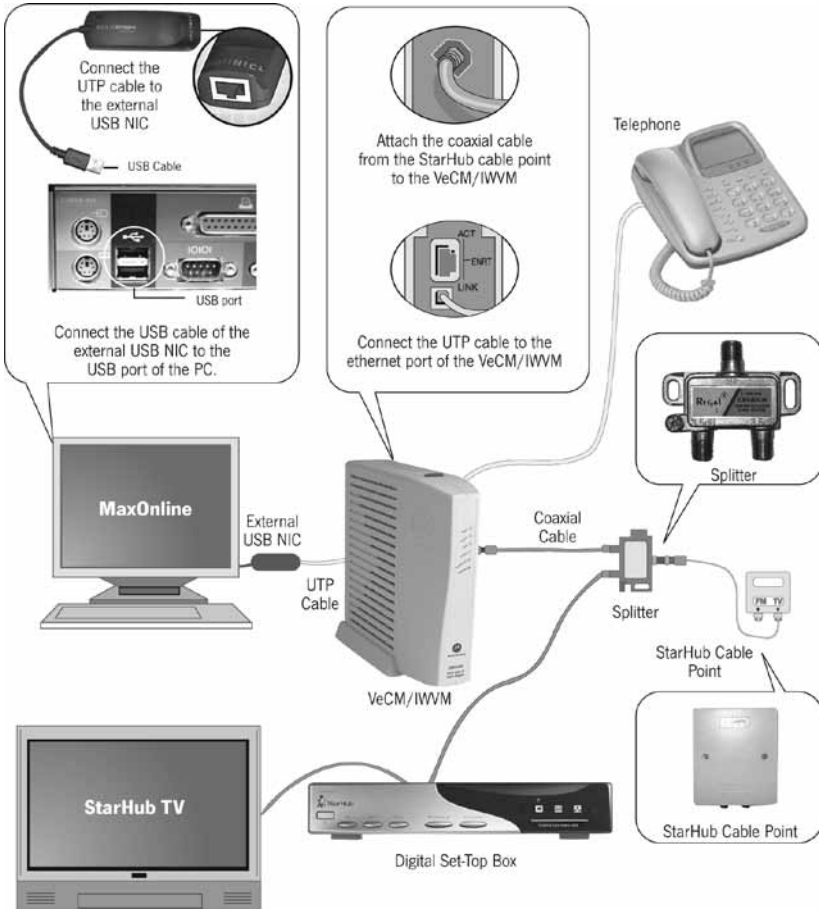 Connect the
UTP cable to
the external
USB NIC
USB Cable
USB port
Connect the USB cable of the
external USB NIC to the
USB port of the PC.
Attach the coaxial cable
from the StarHub cable point
to the VeCM/IWVM
ACT
ENRT
LINK
Connect the UTP cable to the
ethernet port of the VeCM/IWVM
Telephone
Splitter
MaxOnline
External
USB NIC
UTP
Cable
VeCM/IWVM
Coaxial
Cable
Splitter
FM TV
StarHub Cable
Point
StarHub Cable Point
StarHub TV
StarHub
Digital Set-Top Box